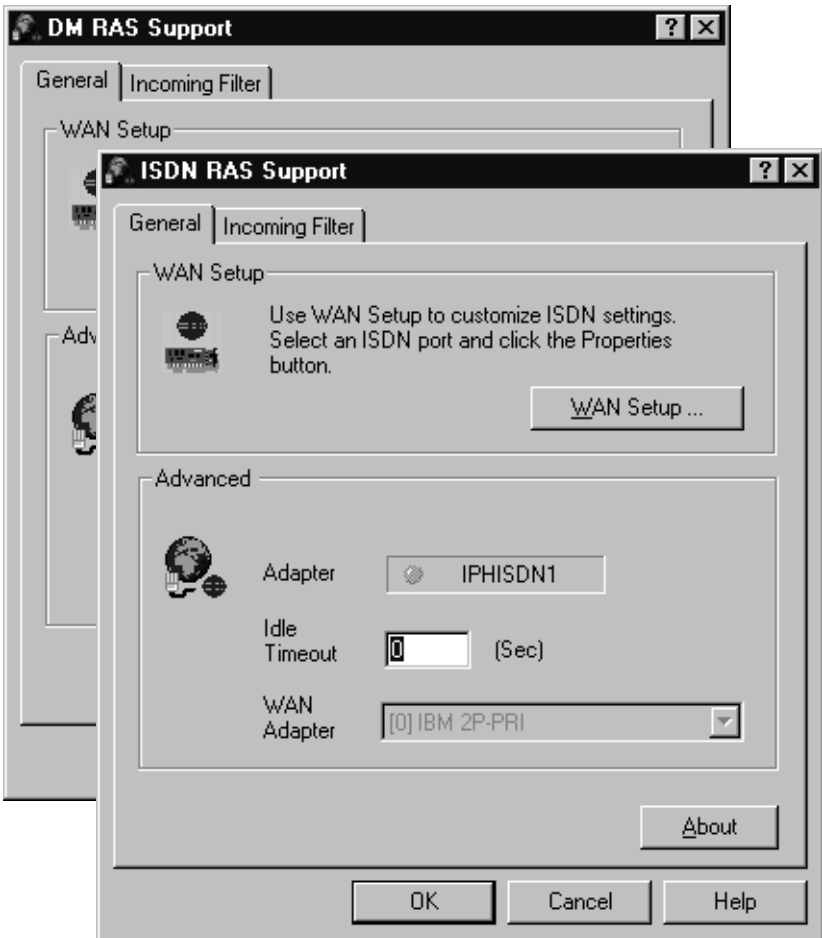 DM RAS Support
General Incoming Filter
WAN Setup
Adv
ISDN RAS Support
General Incoming Filter
WAN Setup
Use WAN Setup to customize ISDN settings.
Select an ISDN port and click the Properties
button.
WAN Setup ...
Advanced
Adapter IPHISDN1
Idle
Timeout 0 (Sec)
WAN
Adapter [0] IBM 2P-PRI
About
OK Cancel Help